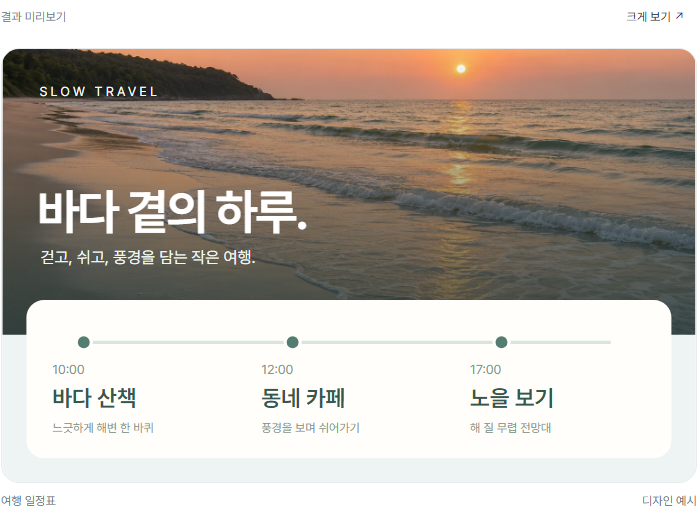 결과 미리보기
크게 보기 ↗
SLOW TRAVEL
바다 곁의 하루.
걷고, 쉬고, 풍경을 담는 작은 여행.
10:00
바다 산책
느긋하게 해변 한 바퀴
12:00
동네 카페
풍경을 보며 쉬어가기
17:00
노을 보기
해 질 무렵 전망대
여행 일정표
디자인 예시